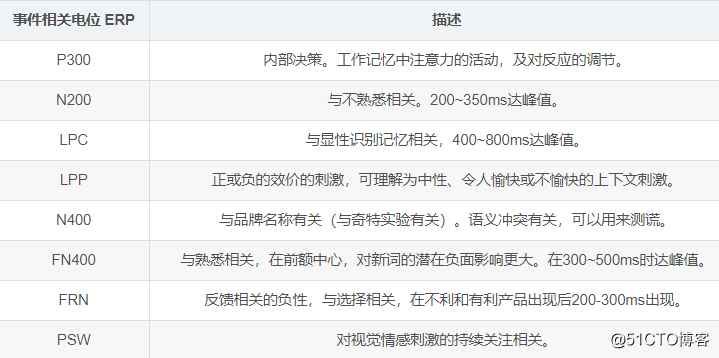 事件相关电位 ERP 描述
P300 内部决策。工作记忆中注意力的活动，及对反应的调节。
N200 与不熟悉相关。200~350ms达峰值。
LPC 与显性识别记忆相关，400~800ms达峰值。
LPP 正或负的效价的刺激，可理解为中性、令人愉快或不愉快的上下文刺激。
N400 与品牌名称有关（与奇特实验有关）。语义冲突有关，可以用来测谎。
FN400 与熟悉相关，在前额中心，对新词的潜在负面影响更大。在300~500ms时达峰值。
FRN 反馈相关的负性，与选择相关，在不利和有利产品出现后200-300ms出现。
PSW 对视觉情感刺激的持续关注相关。
@51CTO博客